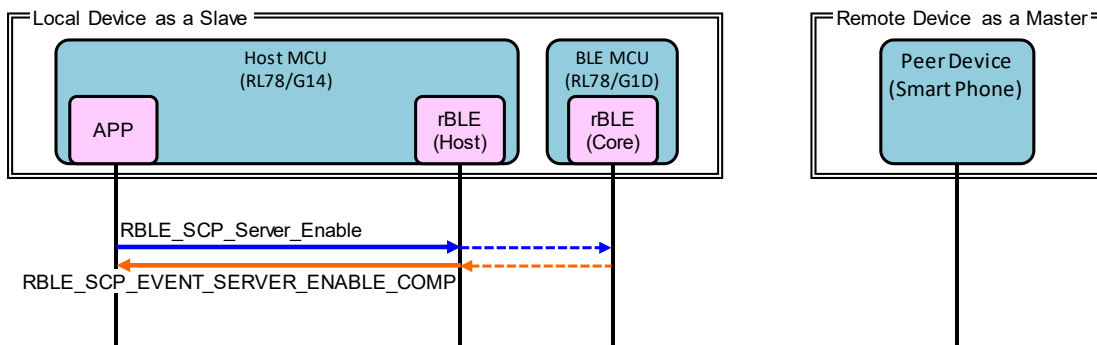 Local Device as a Slave
Remote Device as a Master
Host MCU
(RL78/G14)
BLE MCU
(RL78/G1D)
Peer Device
(Smart Phone)
APP
rBLE
(Host)
rBLE
(Core)
RBLE_SCP_Server_Enable
RBLE_SCP_EVENT_SERVER_ENABLE_COMP